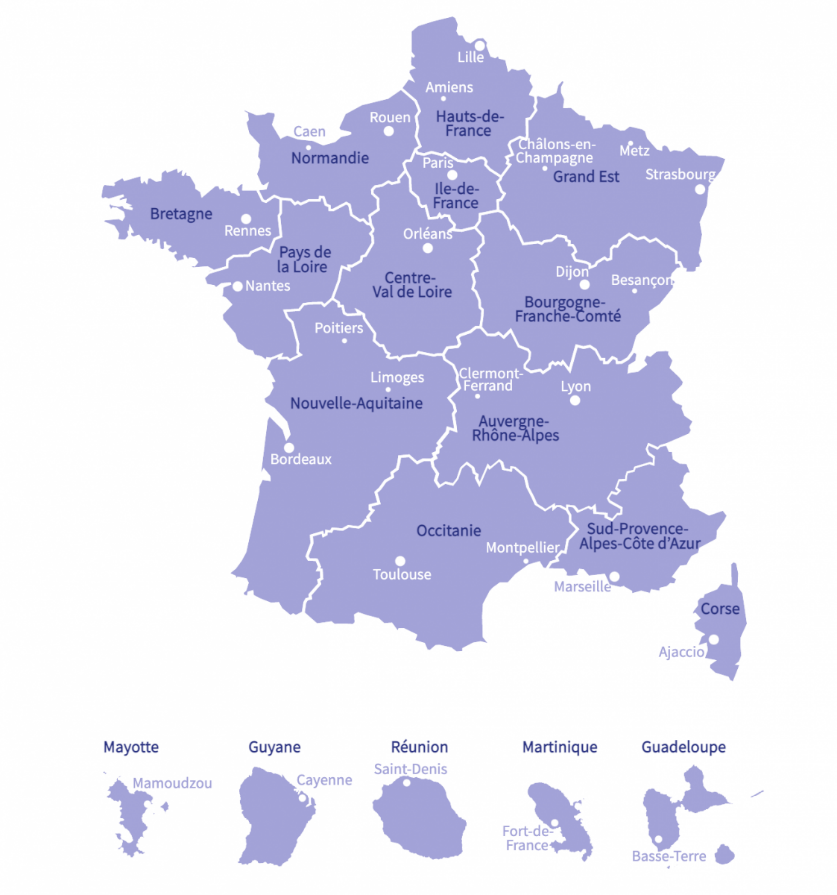 Lille
Amiens
Hauts-de-
France
Rouen
Caen
Normandie
Châlons-en-
Champagne
Metz
Grand Est
Strasbourg
Paris
Ile-de-
France
Bretagne
Rennes
Orléans
Pays de
la Loire
Nantes
Centre-
Val de Loire
Dijon
Besançon
Bourgogne-
Franche-Comté
Poitiers
Limoges
Nouvelle-Aquitaine
Clermont-
Ferrand
Lyon
Auvergne-
Rhône-Alpes
Bordeaux
Occitanie
Montpellier
Toulouse
Sud-Provence-
Alpes-Côte d’Azur
Marseille
Corse
Ajaccio
Mayotte
Guyane
Réunion
Martinique
Guadeloupe
Mamoudzou
Cayenne
Saint-Denis
Fort-de-
France
Basse-Terre